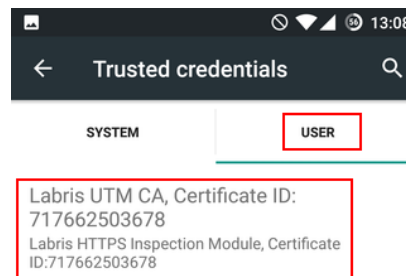 56 13:08
Trusted credentials
SYSTEM USER
Labris UTM CA, Certificate ID:
717662503678
Labris HTTPS Inspection Module, Certificate
ID:717662503678